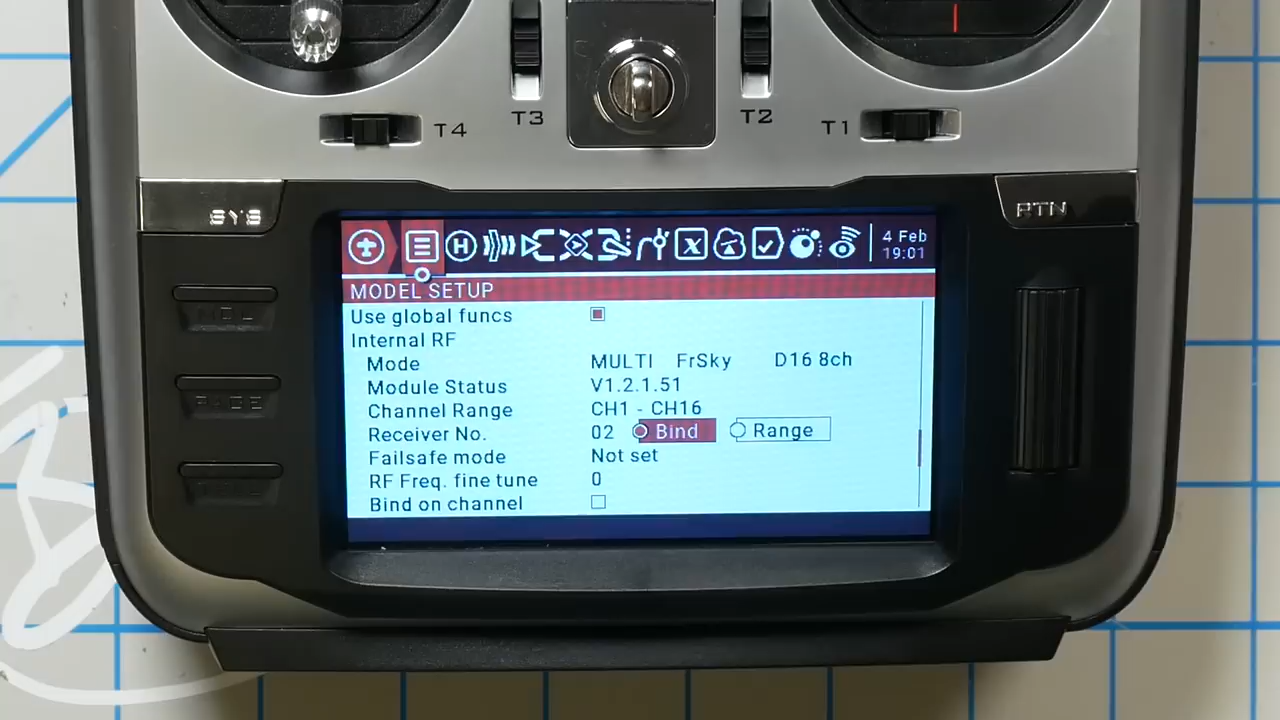 T4
T3
T2
T1
SYS
RTN
4 Feb
19:01
MODEL SETUP
Use global funcs
Internal RF
Mode MULTI FrSky D16 8ch
Module Status V1.2.1.51
Channel Range CH1 - CH16
Receiver No. 02 Bind Range
Failsafe mode Not set
RF Freq. fine tune 0
Bind on channel
MDL
PAGE